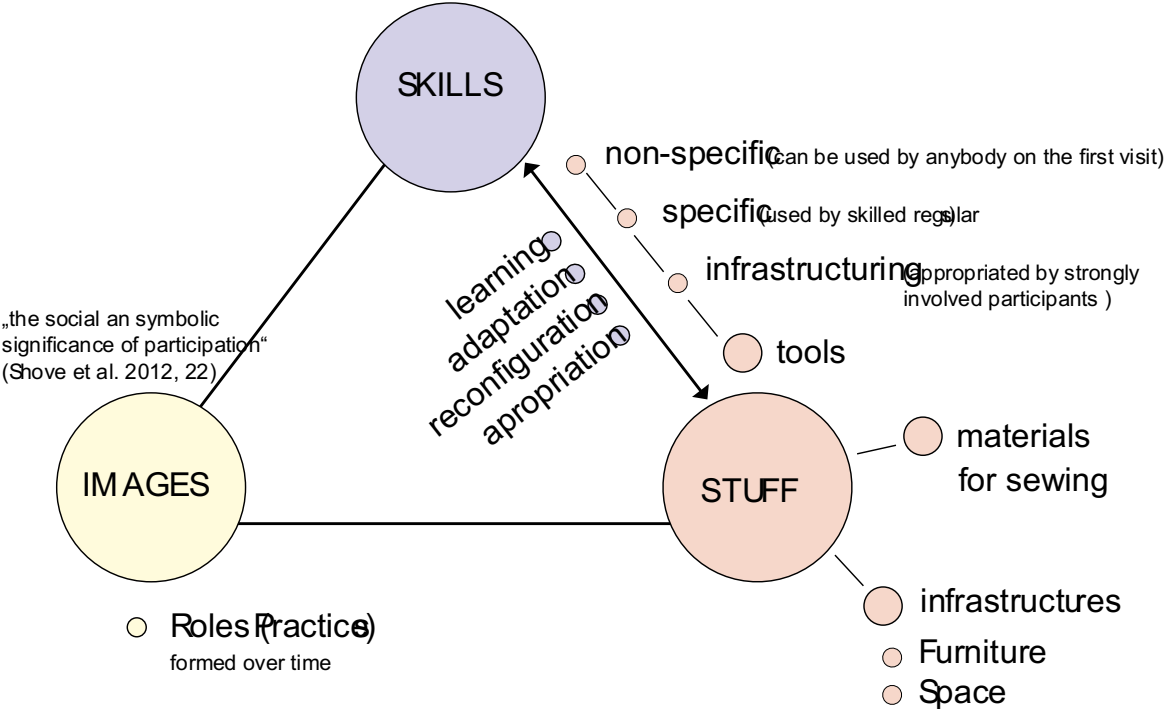 SKILLS
non-specific (can be used by anybody on the first visit)
specific (used by skilled regular)
infrastructuring (appropriated by strongly
involved participants )
tools
learning
adaptation
reconfiguration
apropriation
„the social an symbolic
significance of participation“
(Shove et al. 2012, 22)
IMAGES
STUFF
materials
for sewing
infrastructures
Furniture
Space
Roles (Practices)
formed over time